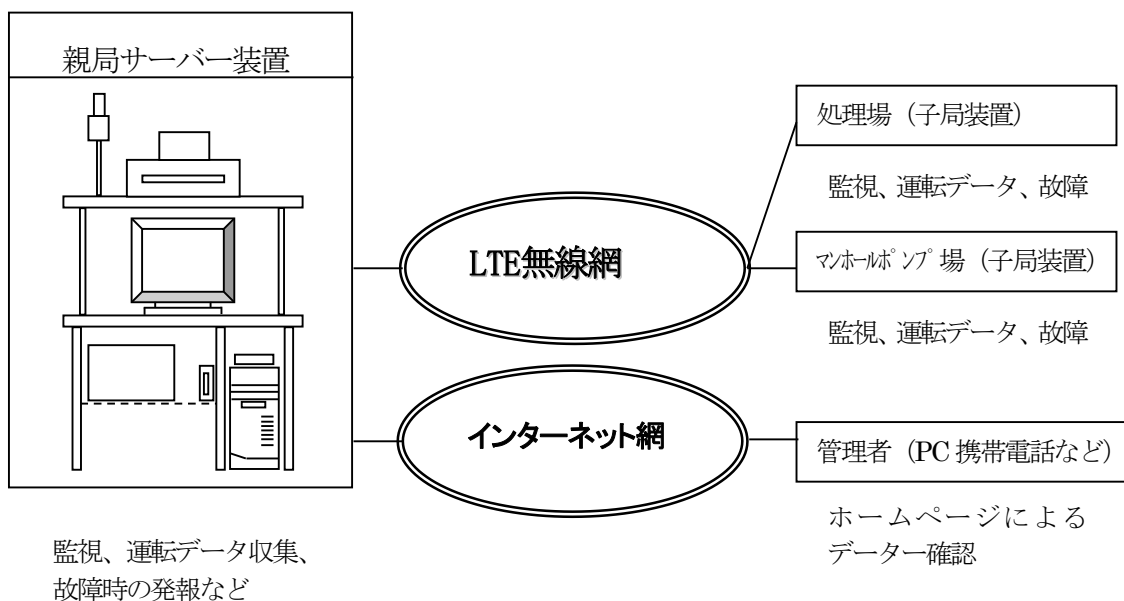 親局サーバー装置
処理場（子局装置）
監視、運転データ、故障
LTE無線網
マンホールポンプ場（子局装置）
監視、運転データ、故障
インターネット網
管理者（PC 携帯電話など）
ホームページによる
データー確認
監視、運転データ収集、
故障時の発報など